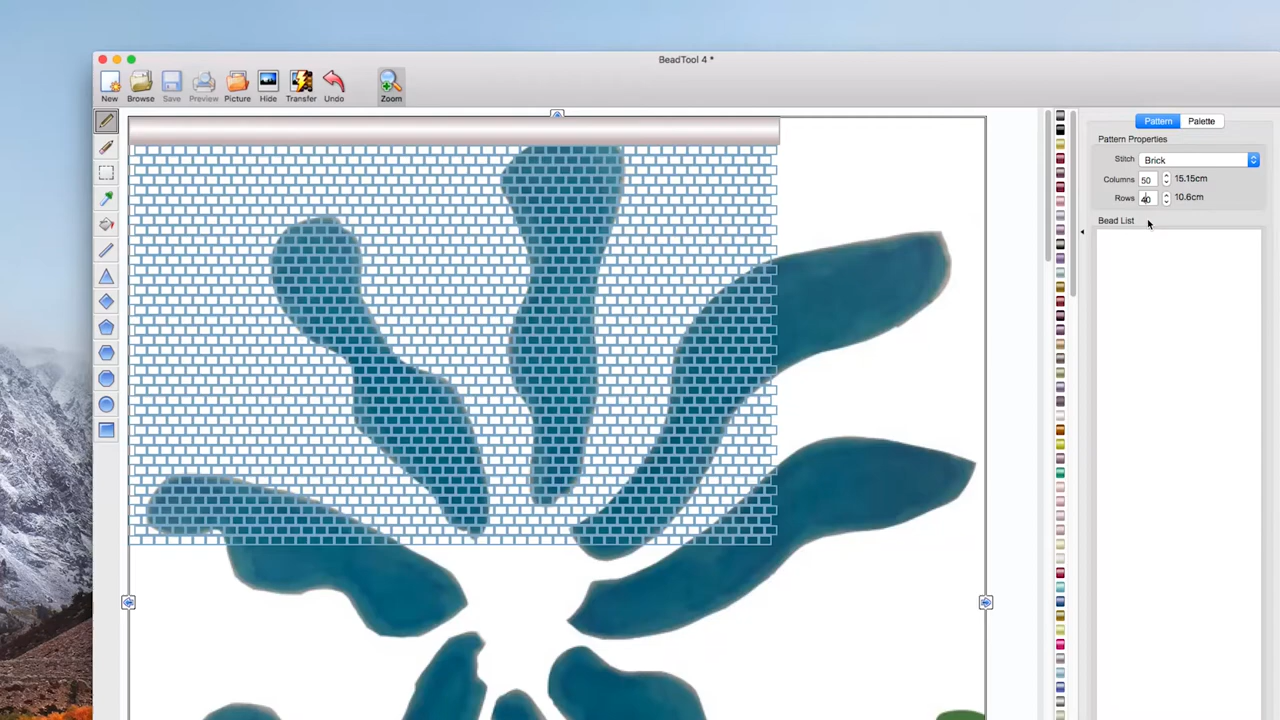 BeadTool 4 *
New Browse Save Preview Picture Hide Transfer Undo Zoom
Pattern Palette
Pattern Properties
Stitch Brick
Columns 50 15.15cm
Rows 40 10.6cm
Bead List